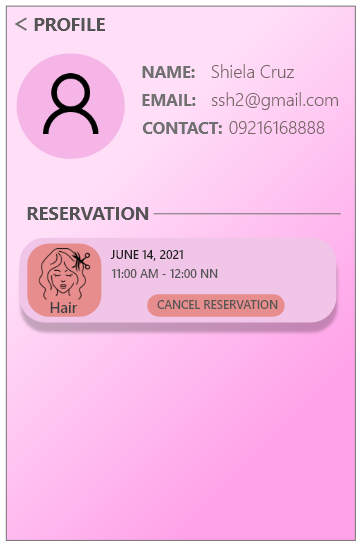 < PROFILE
NAME: Shiela Cruz
EMAIL: ssh2@gmail.com
CONTACT: 09216168888
RESERVATION
JUNE 14, 2021
11:00 AM - 12:00 NN
Hair
CANCEL RESERVATION